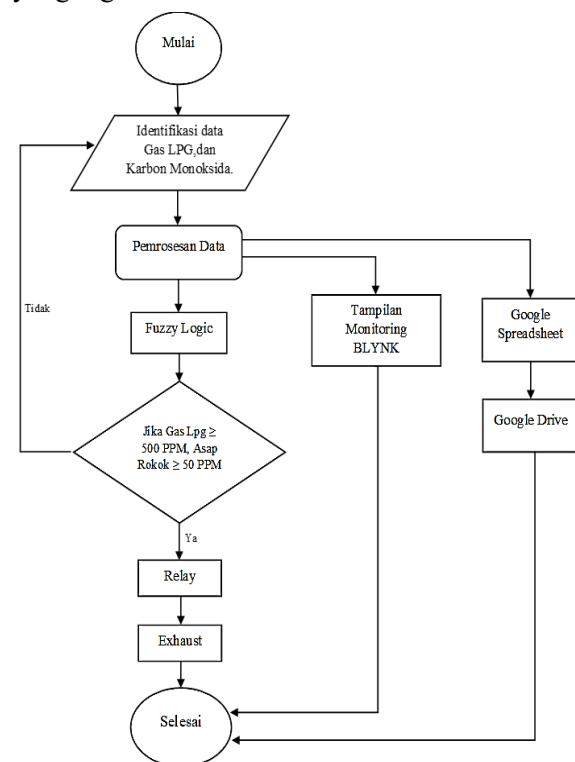 Mulai
Identifikasi data
Gas LPG,dan
Karbon Monoksida.
Pemrosesan Data
Tidak
Fuzzy Logic
Tampilan
Monitoring
BLYNK
Google
Spreadsheet
Google Drive
Jika Gas Lpg ≥
500 PPM, Asap
Rokok ≥ 50 PPM
Ya
Relay
Exhaust
Selesai